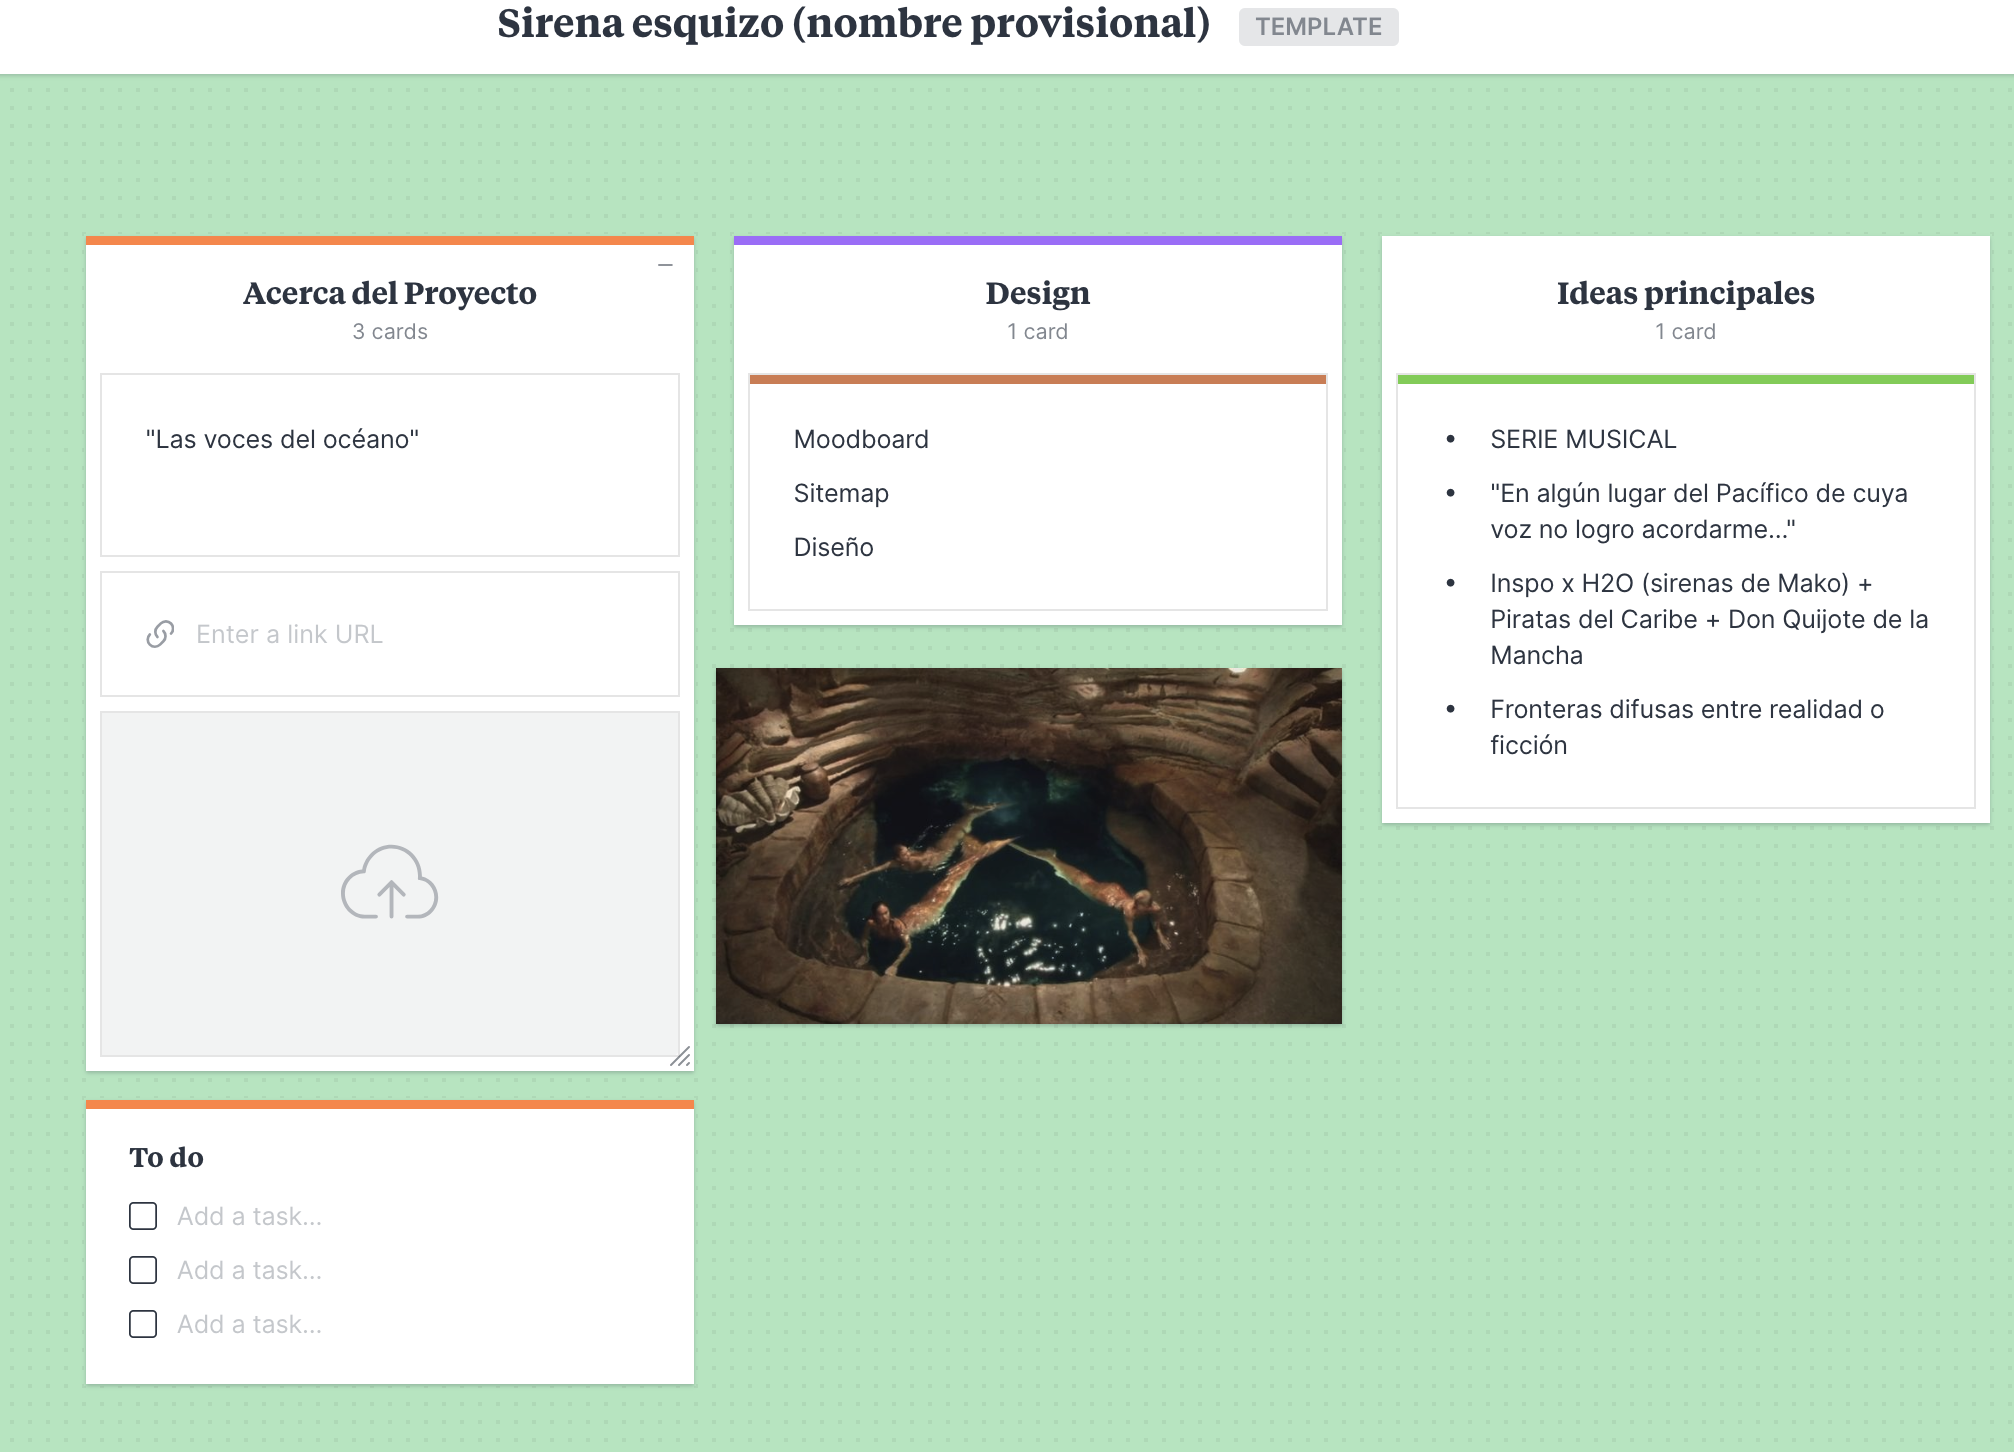 Sirena esquizo (nombre provisional)
TEMPLATE
Acerca del Proyecto
3 cards
"Las voces del océano"
Enter a link URL
To do
Add a task...
Add a task...
Add a task...
Design
1 card
Moodboard
Sitemap
Diseño
Ideas principales
1 card
• SERIE MUSICAL
• "En algún lugar del Pacífico de cuya
voz no logro acordarme..."
• Inspo x H2O (sirenas de Mako) +
Piratas del Caribe + Don Quijote de la
Mancha
• Fronteras difusas entre realidad o
ficción